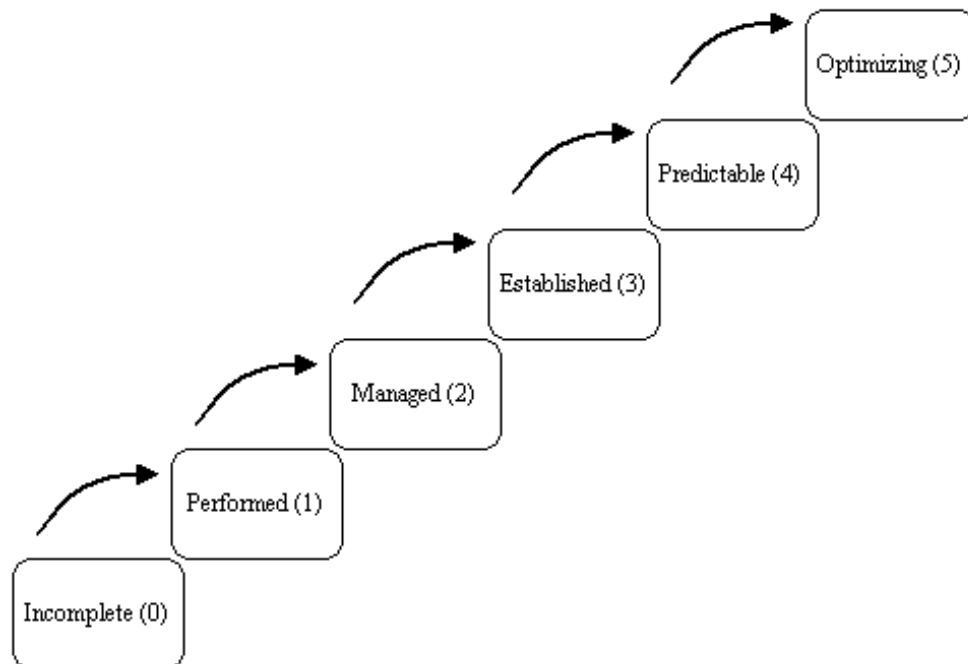 Optimizing (5)
Predictable (4)
Established (3)
Managed (2)
Performed (1)
Incomplete (0)